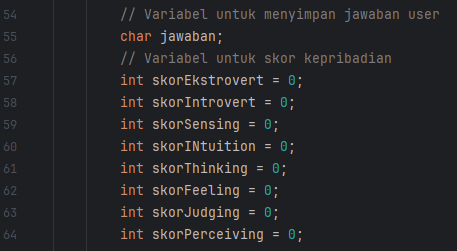 54 // Variabel untuk menyimpan jawaban user
55 char jawaban;
56 // Variabel untuk skor kepribadian
57 int skorEkstrovert = 0;
58 int skorIntrovert = 0;
59 int skorSensing = 0;
60 int skorINtuition = 0;
61 int skorThinking = 0;
62 int skorFeeling = 0;
63 int skorJudging = 0;
64 int skorPerceiving = 0;